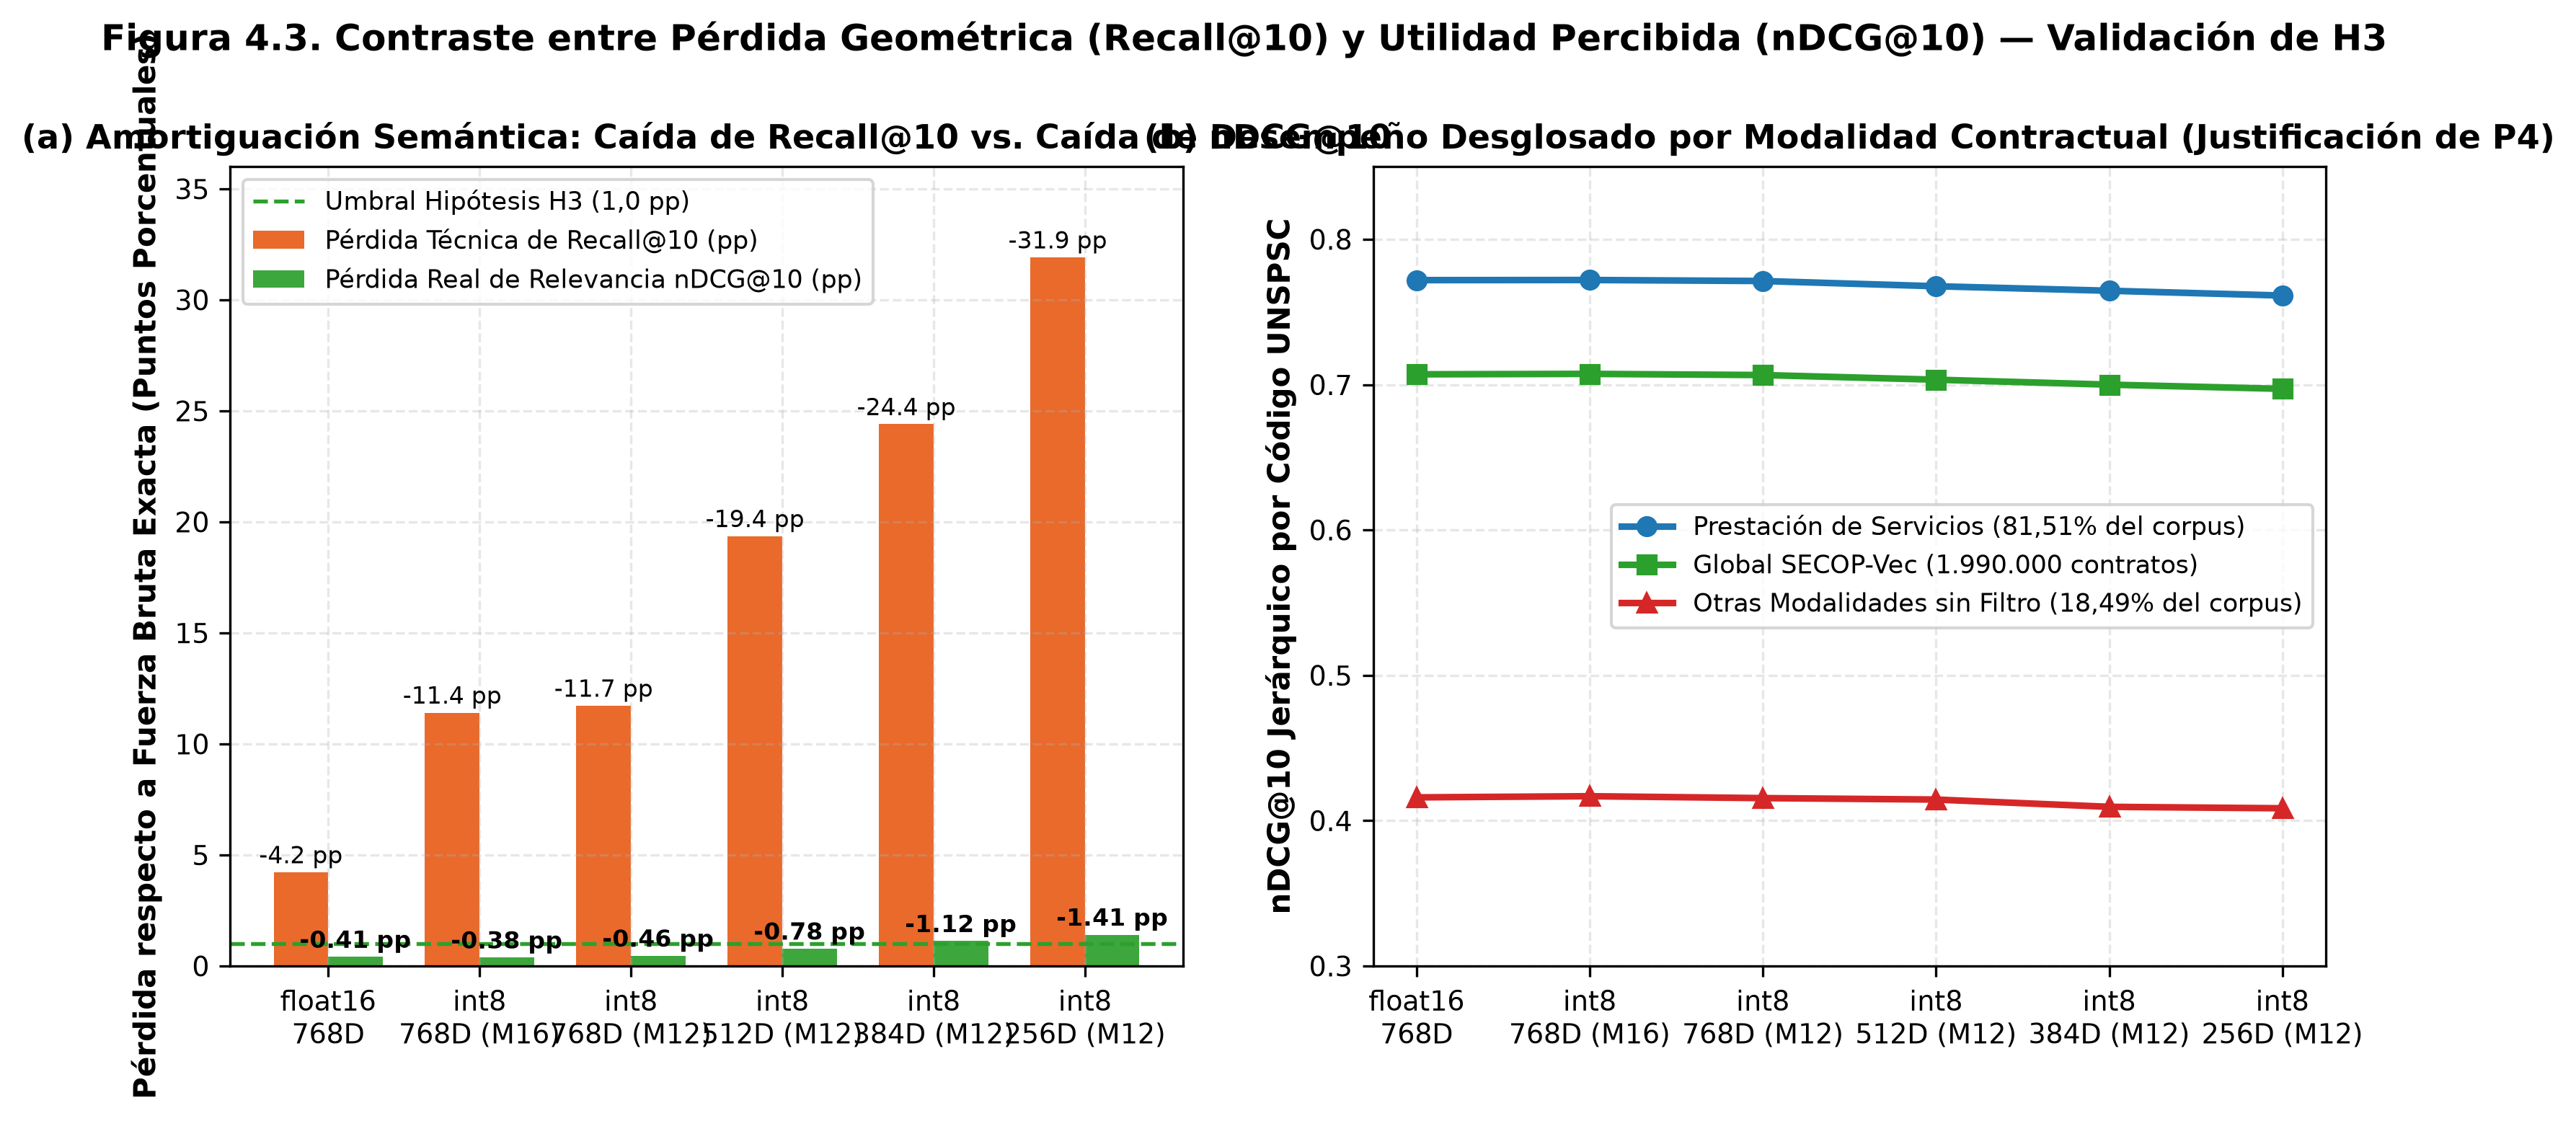 Figura 4.3. Contraste entre Pérdida Geométrica (Recall@10) y Utilidad Percibida (nDCG@10) — Validación de H3
(a) Amortiguación Semántica: Caída de Recall@10 vs. Caída de nDCG@10
Pérdida respecto a Fuerza Bruta Exacta (Puntos Porcentuales)
35
30
25
20
15
10
5
0
Umbral Hipótesis H3 (1,0 pp)
Pérdida Técnica de Recall@10 (pp)
Pérdida Real de Relevancia nDCG@10 (pp)
-4.2 pp
-11.4 pp
-11.7 pp
-19.4 pp
-24.4 pp
-31.9 pp
-0.41 pp
-0.38 pp
-0.46 pp
-0.78 pp
-1.12 pp
-1.41 pp
float16
768D
int8
768D (M16)
int8
768D (M12)
int8
512D (M12)
int8
384D (M12)
int8
256D (M12)
(b) Desempeño Desglosado por Modalidad Contractual (Justificación de P4)
nDCG@10 Jerárquico por Código UNSPSC
0.8
0.7
0.6
0.5
0.4
0.3
Prestación de Servicios (81,51% del corpus)
Global SECOP-Vec (1.990.000 contratos)
Otras Modalidades sin Filtro (18,49% del corpus)
float16
768D
int8
768D (M16)
int8
768D (M12)
int8
512D (M12)
int8
384D (M12)
int8
256D (M12)